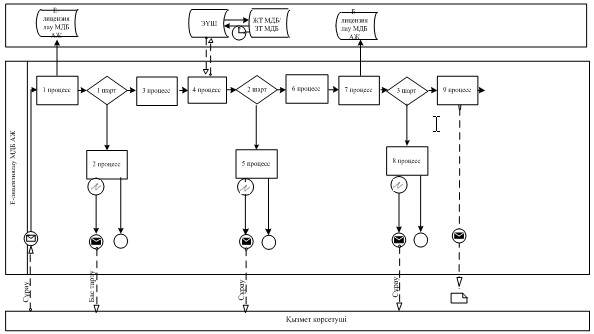 Е-
лицензия
лау МДБ
АЖ
ЭҮШ
ЖТ МДБ/
ЗТ МДБ
Е-
лицензия
лау МДБ
АЖ
1 процесс
1 шарт
3 процесс
4 процесс
2 шарт
6 процесс
7 процесс
3 шарт
9 процесс
2 процесс
5 процесс
8 процесс
Е-лицензиялау МДБ АЖ
Сұрау
Бас тарту
Сұрау
Сұрау
Қызмет көрсетуші